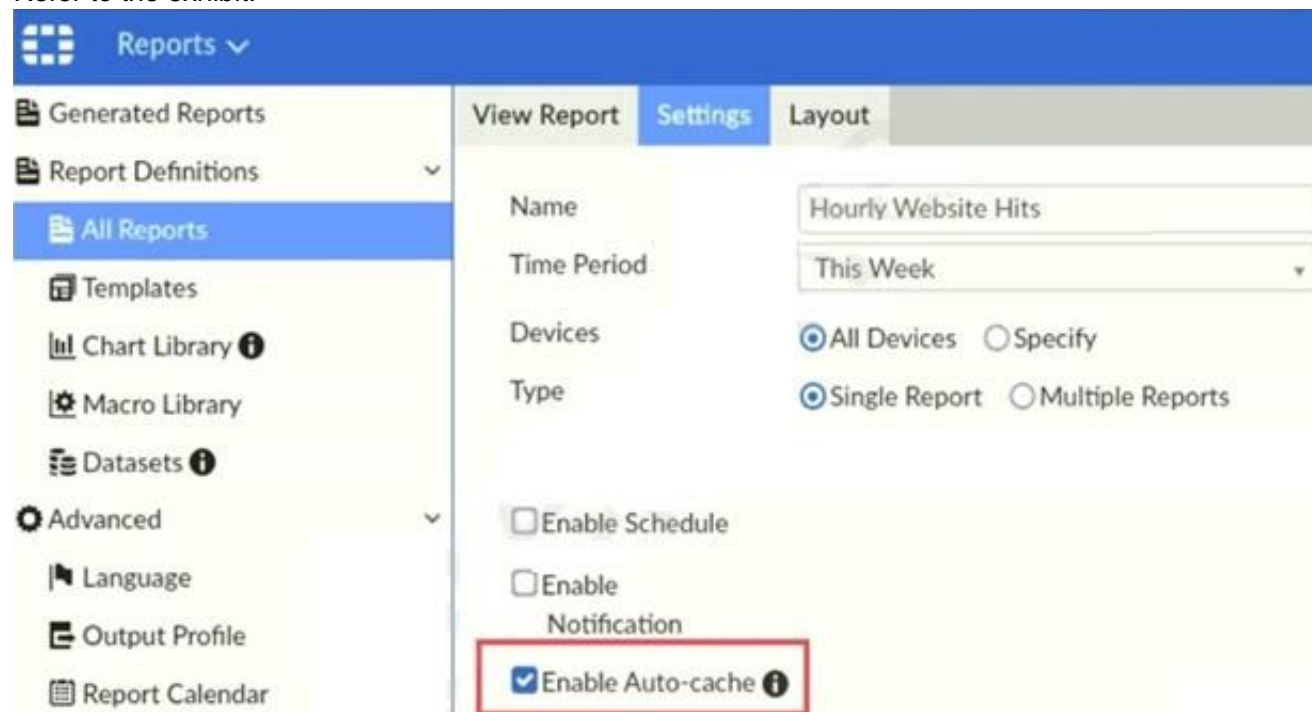 Refer to the exhibit.
Reports
Generated Reports
Report Definitions
All Reports
Templates
Chart Library
Macro Library
Datasets
Advanced
Language
Output Profile
Report Calendar
View Report Settings Layout
Name Hourly Website Hits
Time Period This Week
Devices All Devices Specify
Type Single Report Multiple Reports
Enable Schedule
Enable
Notification
Enable Auto-cache